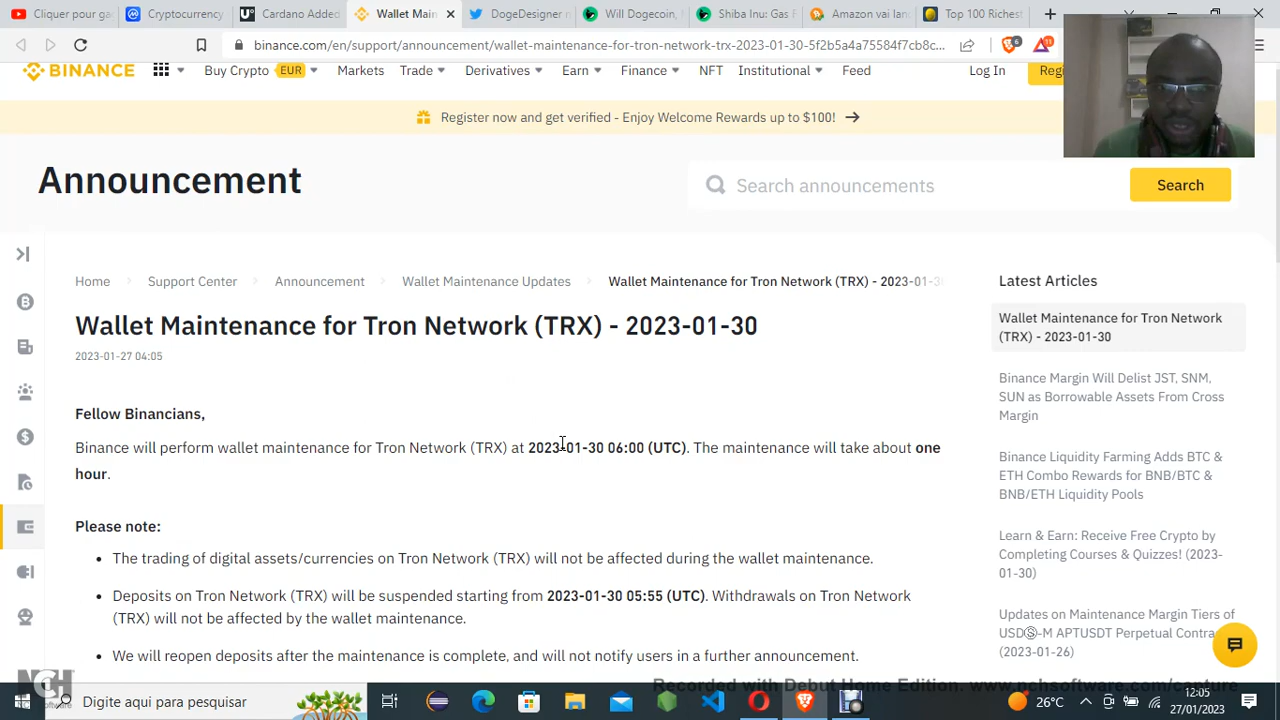 Cliquer pour ga
Cryptocurrency
Cardano Added
Wallet Main
DogeDesigner
Will Dogecoin,
Shiba Inu: Gas F
Amazon vai lan
Top 100 Richest
binance.com/en/support/announcement/wallet-maintenance-for-tron-network-trx-2023-01-30-5f2b5a4a75584f7cb8c...
6
11
BINANCE
Buy Crypto EUR Markets Trade Derivatives Earn Finance NFT Institutional Feed Log In Reg
Register now and get verified - Enjoy Welcome Rewards up to $100!
Announcement
Search announcements
Search
Home > Support Center > Announcement > Wallet Maintenance Updates > Wallet Maintenance for Tron Network (TRX) - 2023-01-30
Wallet Maintenance for Tron Network (TRX) - 2023-01-30
2023-01-27 04:05
Fellow Binancians,
Binance will perform wallet maintenance for Tron Network (TRX) at 2023-01-30 06:00 (UTC). The maintenance will take about one
hour.
Please note:
• The trading of digital assets/currencies on Tron Network (TRX) will not be affected during the wallet maintenance.
• Deposits on Tron Network (TRX) will be suspended starting from 2023-01-30 05:55 (UTC). Withdrawals on Tron Network
(TRX) will not be affected by the wallet maintenance.
• We will reopen deposits after the maintenance is complete, and will not notify users in a further announcement.
Latest Articles
Wallet Maintenance for Tron Network
(TRX) - 2023-01-30
Binance Margin Will Delist JST, SNM,
SUN as Borrowable Assets From Cross
Margin
Binance Liquidity Farming Adds BTC &
ETH Combo Rewards for BNB/BTC &
BNB/ETH Liquidity Pools
Learn & Earn: Receive Free Crypto by
Completing Courses & Quizzes! (2023-
01-30)
Updates on Maintenance Margin Tiers of
USDⓈ-M APTUSDT Perpetual Contra
(2023-01-26)
NCH
Recorded with Debut Home Edition. www.nchsoftware.com/capture
Digite aqui para pesquisar
26°C
12:05
27/01/2023